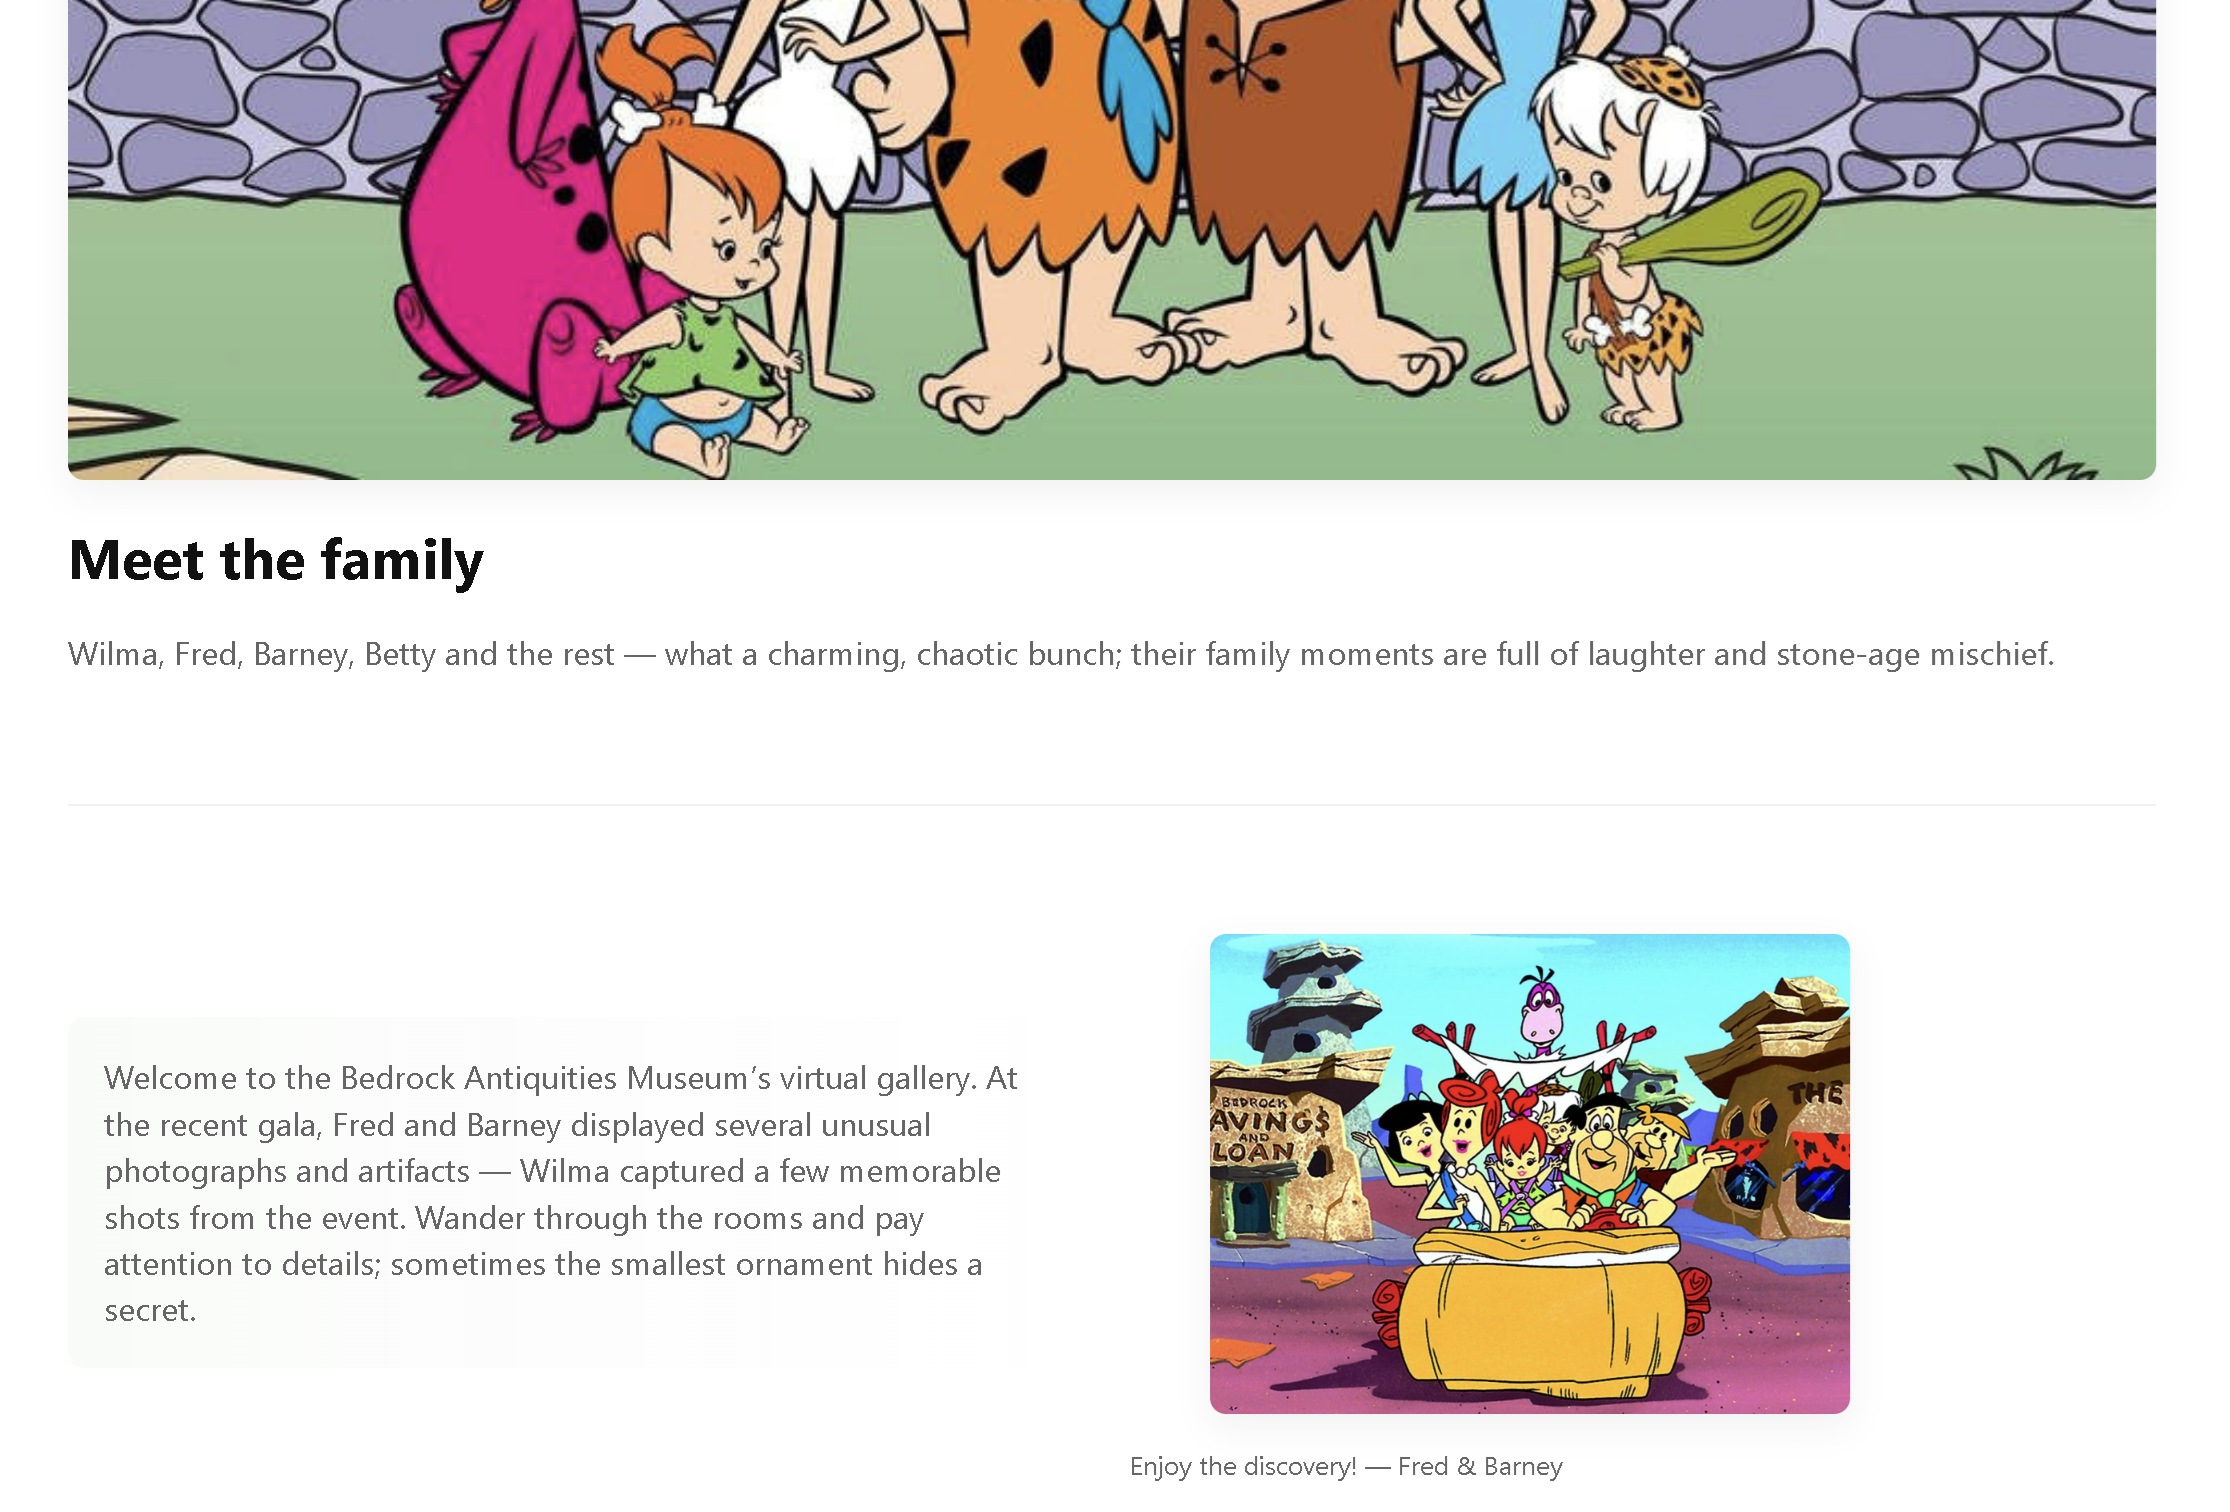 Meet the family
Wilma, Fred, Barney, Betty and the rest — what a charming, chaotic bunch; their family moments are full of laughter and stone-age mischief.
Welcome to the Bedrock Antiquities Museum’s virtual gallery. At
the recent gala, Fred and Barney displayed several unusual
photographs and artifacts — Wilma captured a few memorable
shots from the event. Wander through the rooms and pay
attention to details; sometimes the smallest ornament hides a
secret.
BEDROCK
AVINGS
AND
LOAN
THE
Enjoy the discovery! — Fred & Barney